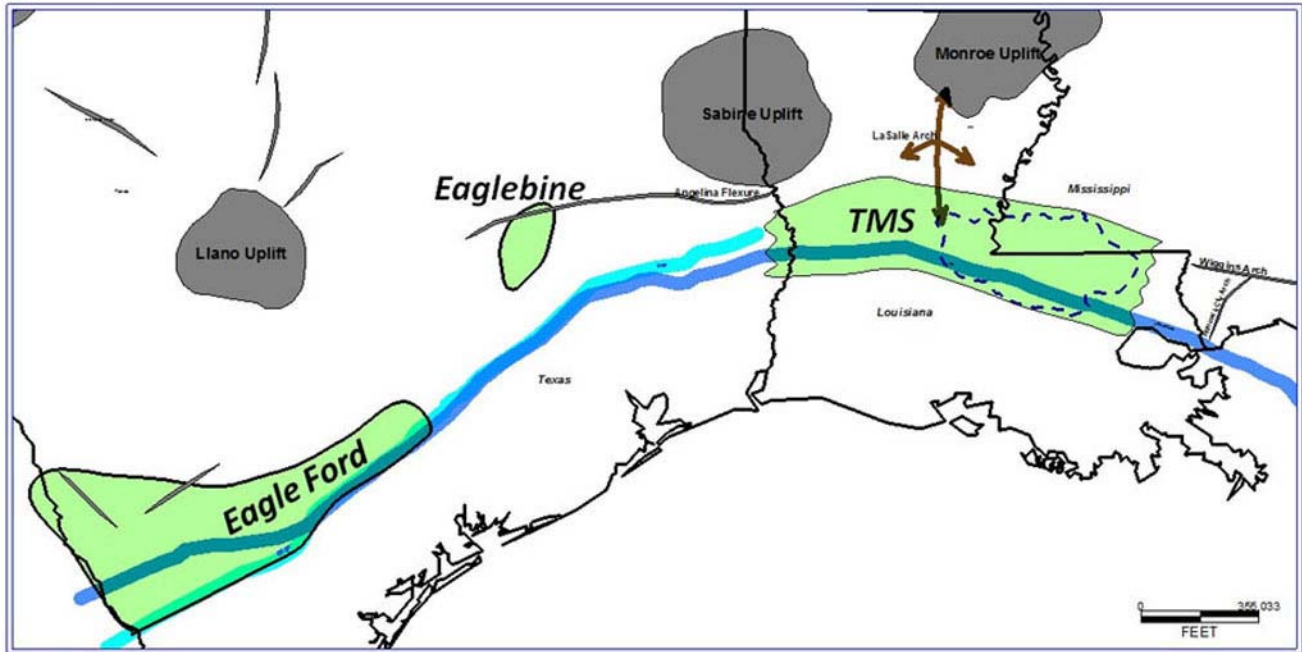 Monroe Uplift
Sabine Uplift
LaSalle Arch
Eaglebine
Angelina Flexure
Mississippi
TMS
Llano Uplift
Wiggins Arch
Louisiana
Texas
Eagle Ford
0 355,033
FEET